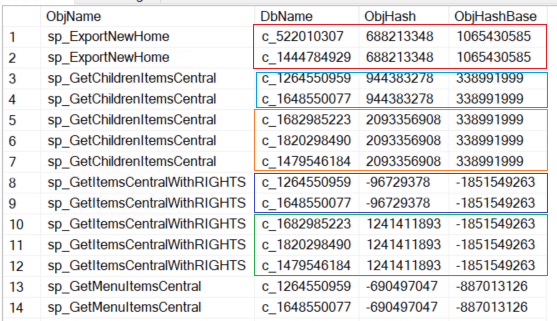 ObjName DbName ObjHash ObjHashBase
1 sp_ExportNewHome c_522010307 688213348 1065430585
2 sp_ExportNewHome c_1444784929 688213348 1065430585
3 sp_GetChildrenItemsCentral c_1264550959 944383278 338991999
4 sp_GetChildrenItemsCentral c_1648550077 944383278 338991999
5 sp_GetChildrenItemsCentral c_1682985223 2093356908 338991999
6 sp_GetChildrenItemsCentral c_1820298490 2093356908 338991999
7 sp_GetChildrenItemsCentral c_1479546184 2093356908 338991999
8 sp_GetItemsCentralWithRIGHTS c_1264550959 -96729378 -1851549263
9 sp_GetItemsCentralWithRIGHTS c_1648550077 -96729378 -1851549263
10 sp_GetItemsCentralWithRIGHTS c_1682985223 1241411893 -1851549263
11 sp_GetItemsCentralWithRIGHTS c_1820298490 1241411893 -1851549263
12 sp_GetItemsCentralWithRIGHTS c_1479546184 1241411893 -1851549263
13 sp_GetMenuItemsCentral c_1264550959 -690497047 -887013126
14 sp_GetMenuItemsCentral c_1648550077 -690497047 -887013126